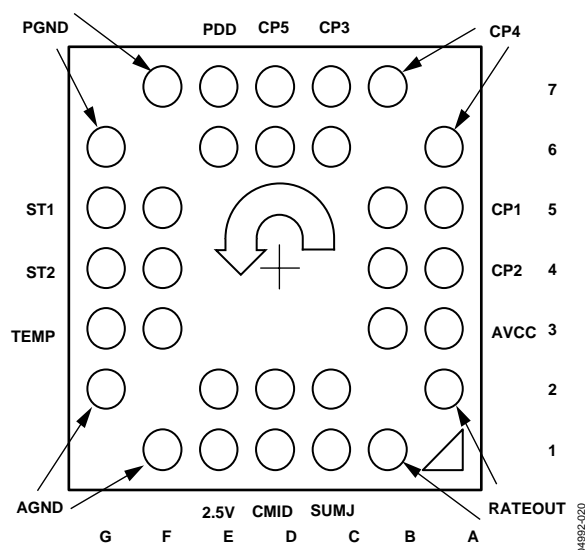 PGND PDD CP5 CP3 CP4
7
6
ST1 CP1 5
ST2 CP2 4
TEMP AVCC 3
2
1
AGND 2.5V CMID SUMJ RATEOUT
G F E D C B A
04992-020